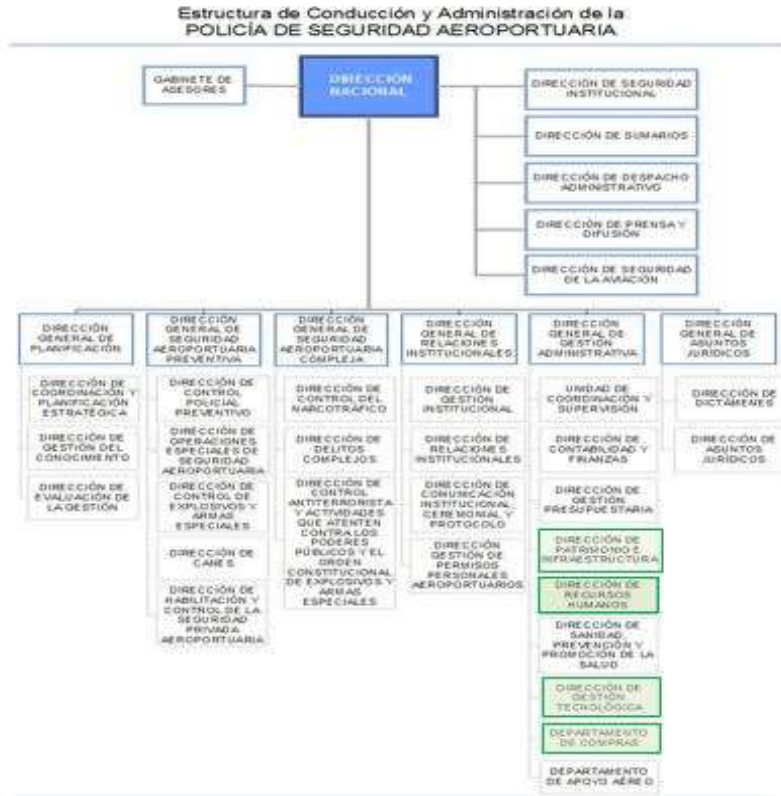 Estructura de Conducción y Administración de la
POLICÍA DE SEGURIDAD AEROPORTUARIA
GABINETE DE
ASESORES
DIRECCIÓN
NACIONAL
DIRECCIÓN DE SEGURIDAD
INSTITUCIONAL
DIRECCIÓN DE SUMARIOS
DIRECCIÓN DE DESPACHO
ADMINISTRATIVO
DIRECCIÓN DE PRENSA Y
DIFUSIÓN
DIRECCIÓN DE SEGURIDAD
DE LA AVIACIÓN
DIRECCIÓN
GENERAL DE
PLANIFICACIÓN
DIRECCIÓN DE
COORDINACIÓN Y
PLANIFICACIÓN
ESTRATÉGICA
DIRECCIÓN DE
GESTIÓN DEL
CONOCIMIENTO
DIRECCIÓN DE
EVALUACIÓN DE
LA GESTIÓN
DIRECCIÓN
GENERAL DE
SEGURIDAD
AEROPORTUARIA
PREVENTIVA
DIRECCIÓN DE
CONTROL
POLICIAL
PREVENTIVO
DIRECCIÓN DE
OPERACIONES
ESPECIALES DE
SEGURIDAD
AEROPORTUARIA
DIRECCIÓN DE
CONTROL DE
EXPLOSIVOS Y
ARMAS
ESPECIALES
DIRECCIÓN DE
CANES
DIRECCIÓN DE
HABILITACIÓN Y
CONTROL DE LA
SEGURIDAD
PRIVADA
AEROPORTUARIA
DIRECCIÓN
GENERAL DE
SEGURIDAD
AEROPORTUARIA
COMPLEJA
DIRECCIÓN DE
CONTROL DEL
NARCOTRÁFICO
DIRECCIÓN DE
DELITOS
COMPLEJOS
DIRECCIÓN DE
CONTROL
ANTITERRORISTA
Y ACTIVIDADES
QUE ATENTEN
CONTRA LOS
PODERES
PÚBLICOS Y EL
ORDEN
CONSTITUCIONAL
DE EXPLOSIVOS Y
ARMAS
ESPECIALES
DIRECCIÓN
GENERAL DE
RELACIONES
INSTITUCIONALES
DIRECCIÓN DE
GESTIÓN
INSTITUCIONAL
DIRECCIÓN DE
RELACIONES
INSTITUCIONALES
DIRECCIÓN DE
COMUNICACIÓN
INSTITUCIONAL,
CEREMONIAL Y
PROTOCOLO
DIRECCIÓN
GESTIÓN DE
PERMISOS
PERSONALES
AEROPORTUARIOS
DIRECCIÓN
GENERAL DE
GESTIÓN
ADMINISTRATIVA
UNIDAD DE
COORDINACIÓN Y
SUPERVISIÓN
DIRECCIÓN DE
CONTABILIDAD Y
FINANZAS
DIRECCIÓN DE
GESTIÓN
PRESUPUESTARIA
DIRECCIÓN DE
PATRIMONIO E
INFRAESTRUCTURA
DIRECCIÓN DE
RECURSOS
HUMANOS
DIRECCIÓN DE
SANIDAD,
PREVENCIÓN Y
PROMOCIÓN DE LA
SALUD
DIRECCIÓN DE
GESTIÓN
TECNOLÓGICA
DEPARTAMENTO
DE COMPRAS
DEPARTAMENTO
DE APOYO AÉREO
DIRECCIÓN
GENERAL DE
ASUNTOS
JURÍDICOS
DIRECCIÓN DE
DICTÁMENES
DIRECCIÓN DE
ASUNTOS
JURÍDICOS